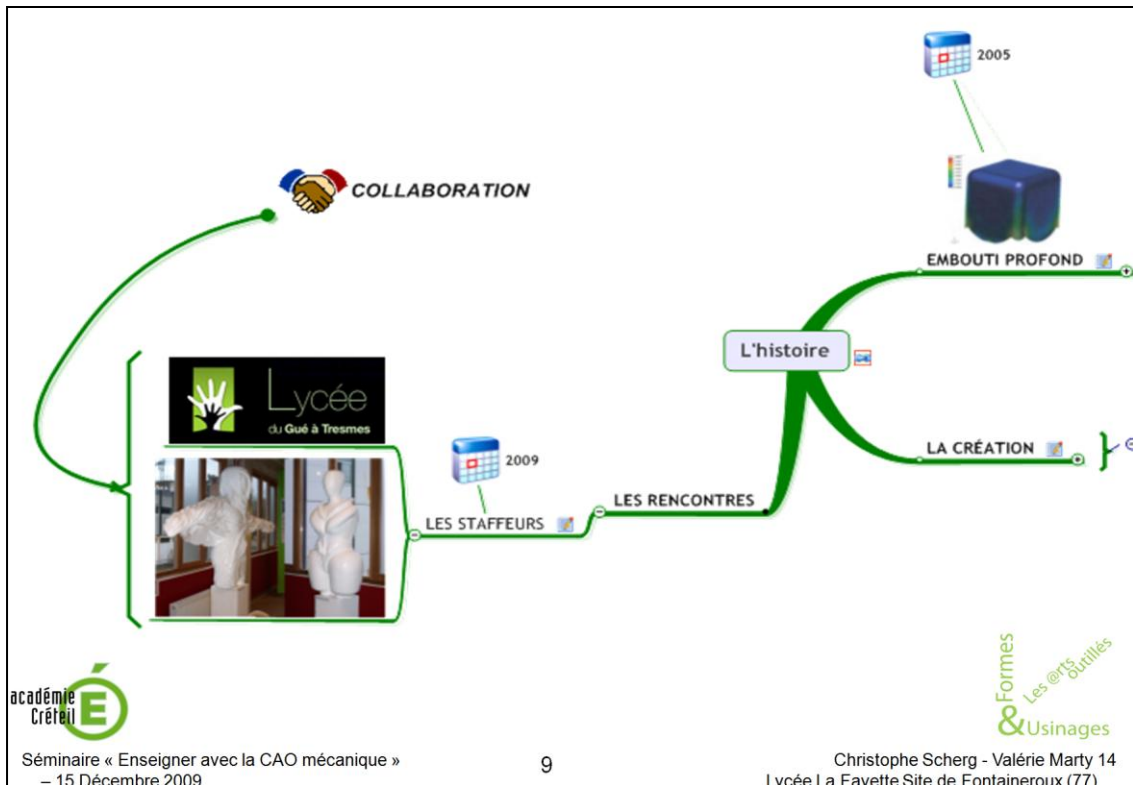 2005
COLLABORATION
EMBOUTI PROFOND
L'histoire
Lycée
du Gué à Tresmes
2009
LA CRÉATION
LES RENCONTRES
LES STAFFEURS
académie
Créteil
É
Formes
& Usinages
Les @rts
outillés
Séminaire « Enseigner avec la CAO mécanique »
– 15 Décembre 2009
9
Christophe Scherg - Valérie Marty 14
Lycée La Fayette Site de Fontaineroux (77)